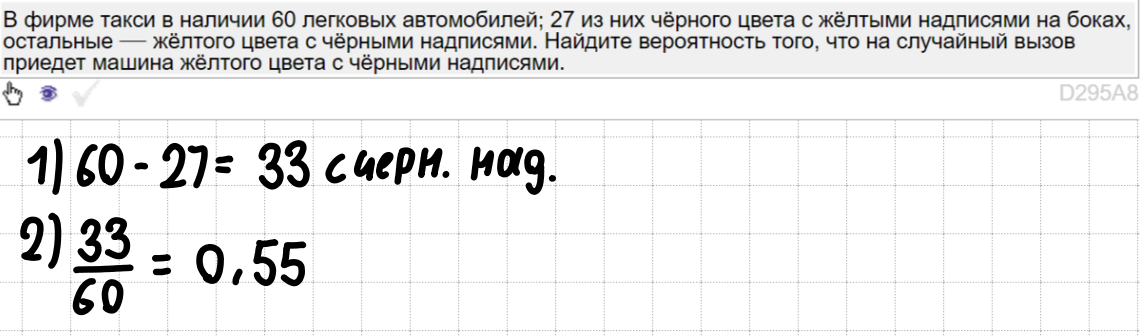 В фирме такси в наличии 60 легковых автомобилей; 27 из них чёрного цвета с жёлтыми надписями на боках,
остальные — жёлтого цвета с чёрными надписями. Найдите вероятность того, что на случайный вызов
приедет машина жёлтого цвета с чёрными надписями.
D295A8
1) 60 - 27 = 33 с черн. над.
2) 33/60 = 0,55